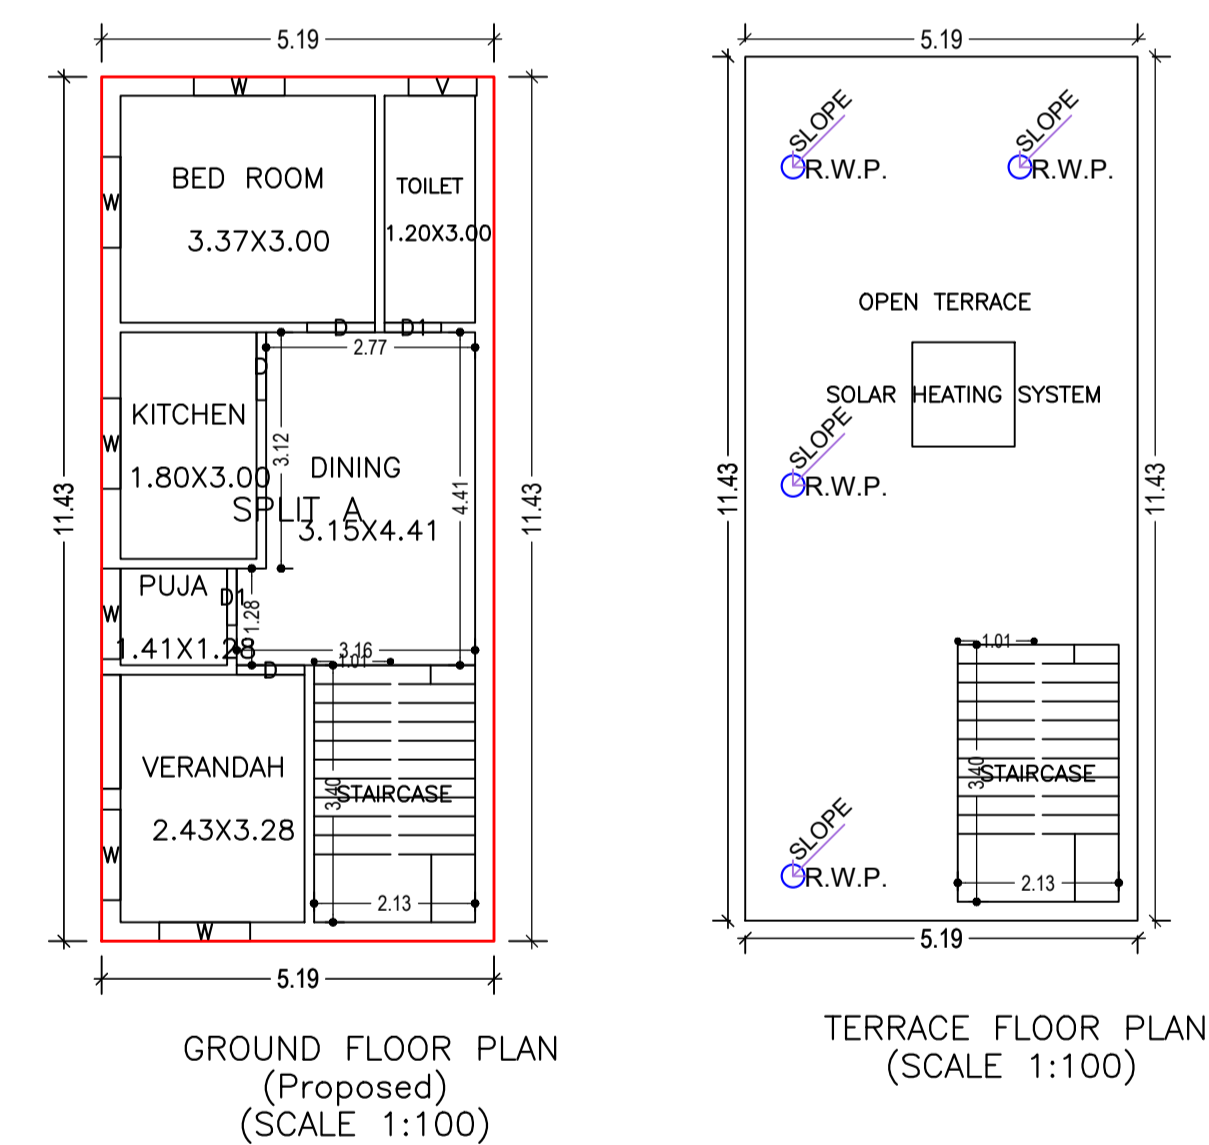 5.19
W
V
BED ROOM
3.37X3.00
TOILET
1.20X3.00
W
D
D1
2.77
D
KITCHEN
1.80X3.00
W
3.12
DINING
3.15X4.41
SPLIT A
4.41
11.43
11.43
PUJA
1.41X1.28
W
D1
1.28
3.16
1.01
D
VERANDAH
2.43X3.28
W
W
3.40
STAIRCASE
2.13
5.19
GROUND FLOOR PLAN
(Proposed)
(SCALE 1:100)
5.19
SLOPE
R.W.P.
SLOPE
R.W.P.
OPEN TERRACE
SOLAR HEATING SYSTEM
SLOPE
R.W.P.
11.43
11.43
1.01
3.40
STAIRCASE
SLOPE
R.W.P.
2.13
5.19
TERRACE FLOOR PLAN
(SCALE 1:100)